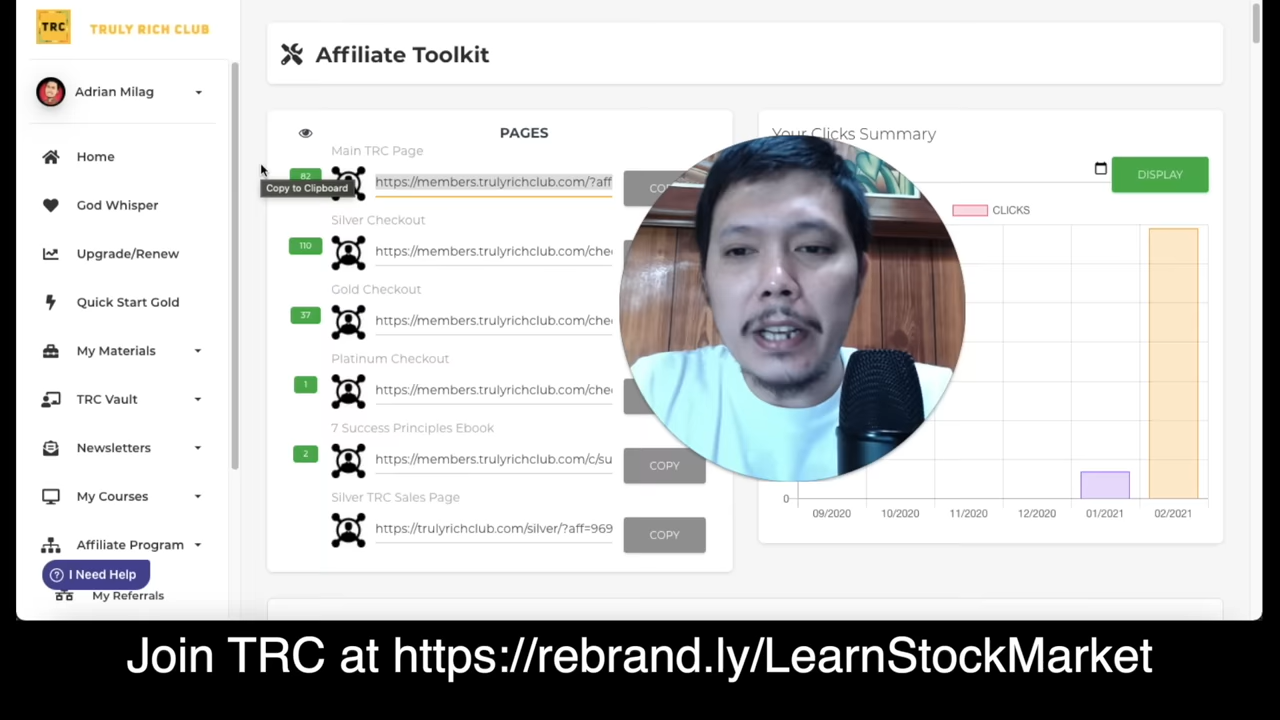 TRC
TRULY RICH CLUB
Adrian Milag
Home
God Whisper
Upgrade/Renew
Quick Start Gold
My Materials
TRC Vault
Newsletters
My Courses
Affiliate Program
I Need Help
My Referrals
Affiliate Toolkit
PAGES
Main TRC Page
82
https://members.trulyrichclub.com/?aff
Copy to Clipboard
Silver Checkout
110
https://members.trulyrichclub.com/che
Gold Checkout
37
https://members.trulyrichclub.com/che
Platinum Checkout
1
https://members.trulyrichclub.com/che
7 Success Principles Ebook
2
https://members.trulyrichclub.com/c/su
COPY
Silver TRC Sales Page
https://trulyrichclub.com/silver/?aff=969
COPY
Your Clicks Summary
DISPLAY
CLICKS
0
09/2020 10/2020 11/2020 12/2020 01/2021 02/2021
Join TRC at https://rebrand.ly/LearnStockMarket